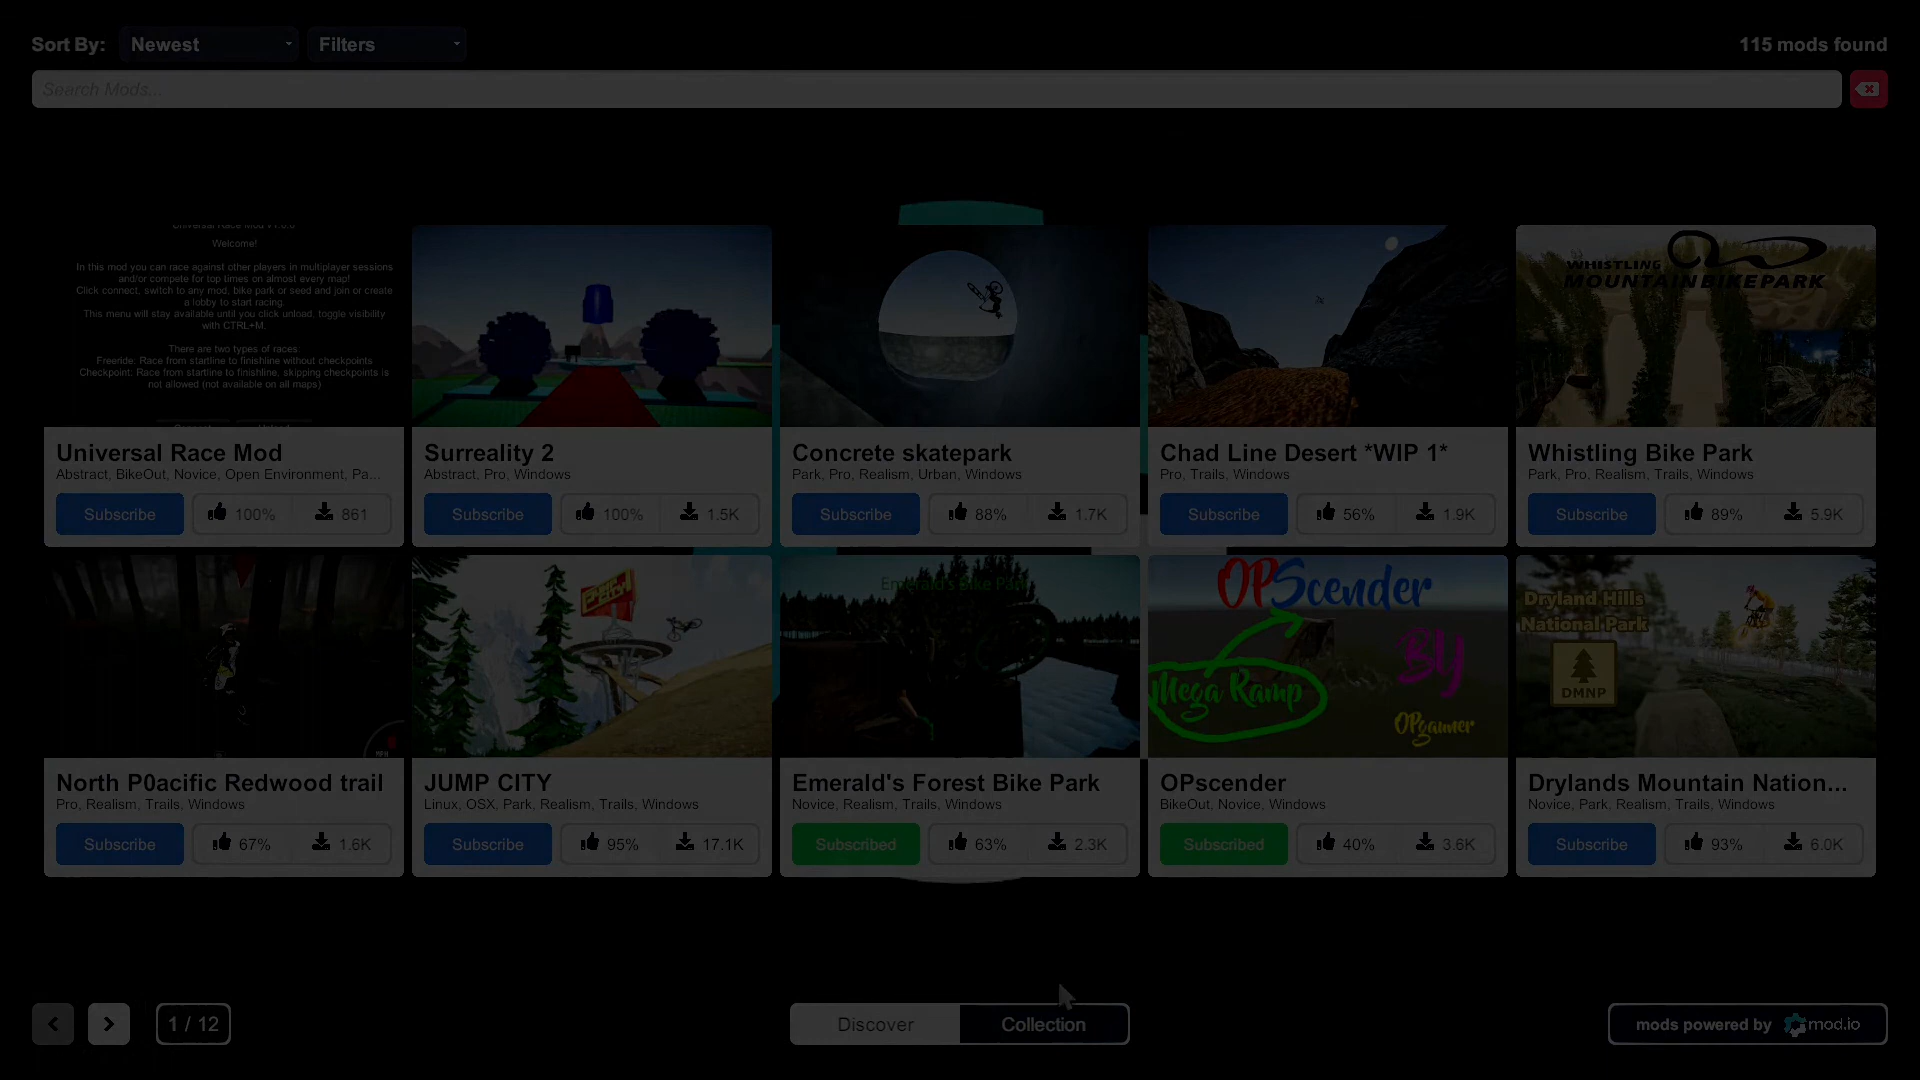 Sort By: Newest Filters 115 mods found
Search Mods...
Universal Race Mod V1.0.0
Welcome!
In this mod you can race against other players in multiplayer sessions
and/or compete for top times on almost every map!
Click connect, switch to any mod, bike park or seed and join or create
a lobby to start racing.
This menu will stay available until you click unload, toggle visibility
with CTRL+M.
There are two types of races:
Freeride: Race from startline to finishline without checkpoints
Checkpoint: Race from startline to finishline, skipping checkpoints is
not allowed (not available on all maps)
WHISTLING
MOUNTAIN BIKE PARK
Universal Race Mod
Abstract, BikeOut, Novice, Open Environment, Pa...
Subscribe 100% 861
Surreality 2
Abstract, Pro, Windows
Subscribe 100% 1.5K
Concrete skatepark
Park, Pro, Realism, Urban, Windows
Subscribe 88% 1.7K
Chad Line Desert *WIP 1*
Pro, Trails, Windows
Subscribe 56% 1.9K
Whistling Bike Park
Park, Pro, Realism, Trails, Windows
Subscribe 89% 5.9K
Emerald's Bike Park
OPScender
Mega Ramp
BY
OPgamer
Dryland Hills
National Park
DMNP
North P0acific Redwood trail
Pro, Realism, Trails, Windows
Subscribe 67% 1.6K
JUMP CITY
Linux, OSX, Park, Realism, Trails, Windows
Subscribe 95% 17.1K
Emerald's Forest Bike Park
Novice, Realism, Trails, Windows
Subscribed 63% 2.3K
OPscender
BikeOut, Novice, Windows
Subscribed 40% 3.6K
Drylands Mountain Nation...
Novice, Park, Realism, Trails, Windows
Subscribe 93% 6.0K
1 / 12
Discover Collection
mods powered by mod.io